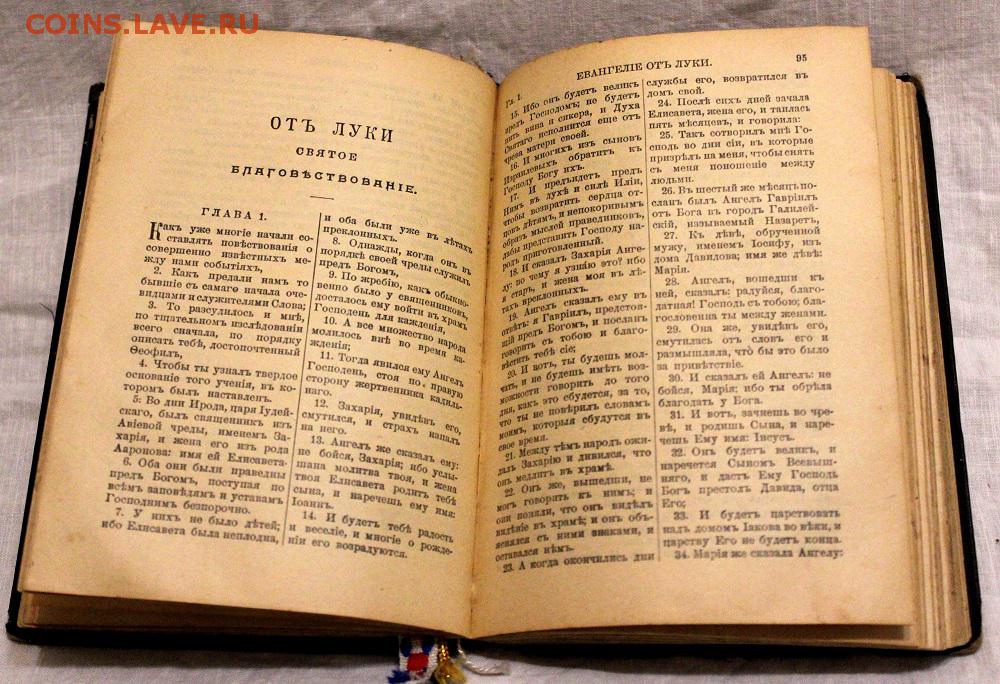 COINS.LAVE.RU
ОТЪ ЛУКИ
СВЯТОЕ
БЛАГОВѢСТВОВАНІЕ.
ГЛАВА 1.
Какъ уже многіе начали со-
ставлять повѣствованія о
совершенно извѣстныхъ ме-
жду нами событіяхъ,
2. Какъ предали намъ то
бывшіе съ самаго начала оче-
видцами и служителями Слова;
3. То разсудилось и мнѣ,
по тщательномъ изслѣдованіи
всего сначала, по порядку
описать тебѣ, достопочтенный
Ѳеофилъ,
4. Чтобы ты узналъ твердое
основаніе того ученія, въ ко-
торомъ былъ наставленъ.
5. Во дни Ирода, царя Іудей-
скаго, былъ священникъ изъ
Авіевой чреды, именемъ За-
харія, и жена его изъ рода
Ааронова: имя ей Елисавета.
6. Оба они были праведны
предъ Богомъ, поступая по
всѣмъ заповѣдямъ и уставамъ
Господнимъ безпорочно.
7. У нихъ не было дѣтей;
ибо Елисавета была неплодна,
и оба были уже въ лѣтахъ
преклонныхъ.
8. Однажды, когда онъ въ
порядкѣ своей чреды служилъ
предъ Богомъ,
9. По жребію, какъ обыкно-
венно было у священниковъ,
досталось ему войти въ храмъ
Господень для кажденія,
10. А все множество народа
молилось внѣ во время ка-
жденія;
11. Тогда явился ему Ангелъ
Господень, стоя по правую
сторону жертвенника кадиль-
наго.
12. Захарія, увидѣвъ его,
смутился, и страхъ напалъ
на него.
13. Ангелъ же сказалъ ему:
не бойся, Захарія; ибо услы-
шана молитва твоя, и жена
твоя Елисавета родитъ тебѣ
сына, и наречешь ему имя:
Іоаннъ.
14. И будетъ тебѣ радость
и веселіе, и многіе о рожде-
ніи его возрадуются.
ЕВАНГЕЛІЕ ОТЪ ЛУКИ.
95
Гл. 1.
15. Ибо онъ будетъ великъ
предъ Господомъ; не будетъ
пить вина и сикера, и Духа
Святаго исполнится еще отъ
чрева матери своей.
16. И многихъ изъ сыновъ
Израилевыхъ обратитъ къ
Господу Богу ихъ.
17. И предъидетъ предъ
Нимъ въ духѣ и силѣ Иліи,
чтобы возвратить сердца от-
цовъ дѣтямъ, и непокоривымъ
образъ мыслей праведниковъ,
дабы представить Господу на-
родъ приготовленный.
18. И сказалъ Захарія Анге-
лу: по чему я узнаю это? ибо
я старъ, и жена моя въ лѣ-
тахъ преклонныхъ.
19. Ангелъ сказалъ ему въ
отвѣтъ: я Гавріилъ, предстоя-
щій предъ Богомъ, и посланъ
говорить съ тобою и благо-
вѣстить тебѣ сіе;
20. И вотъ, ты будешь мол-
чать, и не будешь имѣть воз-
можности говорить до того
дня, какъ это сбудется, за то,
что ты не повѣрилъ словамъ
моимъ, которыя сбудутся въ
свое время.
21. Между тѣмъ народъ ожи-
далъ Захарію и дивился, что
онъ медлитъ въ храмѣ.
22. Онъ же, вышедши, не
могъ говорить къ нимъ; и
они поняли, что онъ видѣлъ
видѣніе въ храмѣ; и онъ объ-
яснялся съ ними знаками, и
оставался нѣмъ.
23. А когда окончились дни
службы его, возвратился въ
домъ свой.
24. Послѣ сихъ дней зачала
Елисавета, жена его, и таилась
пять мѣсяцевъ, и говорила:
25. Такъ сотворилъ мнѣ Гос-
подь во дни сіи, въ которые
призрѣлъ на меня, чтобы снять
съ меня поношеніе между
людьми.
26. Въ шестый же мѣсяцъ по-
сланъ былъ Ангелъ Гавріилъ
отъ Бога въ городъ Галилей-
скій, называемый Назаретъ,
27. Къ дѣвѣ, обрученной
мужу, именемъ Іосифу, изъ
дома Давидова; имя же дѣвѣ:
Марія.
28. Ангелъ, вошедши къ
ней, сказалъ: радуйся, благо-
датная! Господь съ тобою; бла-
гословенна ты между женами.
29. Она же, увидѣвъ его,
смутилась отъ словъ его и
размышляла, что́ бы это было
за привѣтствіе.
30. И сказалъ ей Ангелъ: не
бойся, Марія: ибо ты обрѣла
благодать у Бога.
31. И вотъ, зачнешь во чре-
вѣ, и родишь Сына, и наре-
чешь Ему имя: Іисусъ.
32. Онъ будетъ великъ, и
наречется Сыномъ Всевыш-
няго, и дастъ Ему Господь
Богъ престолъ Давида, отца
Его;
33. И будетъ царствовать
надъ домомъ Іакова во вѣки, и
царству Его не будетъ конца.
34. Марія же сказала Ангелу: